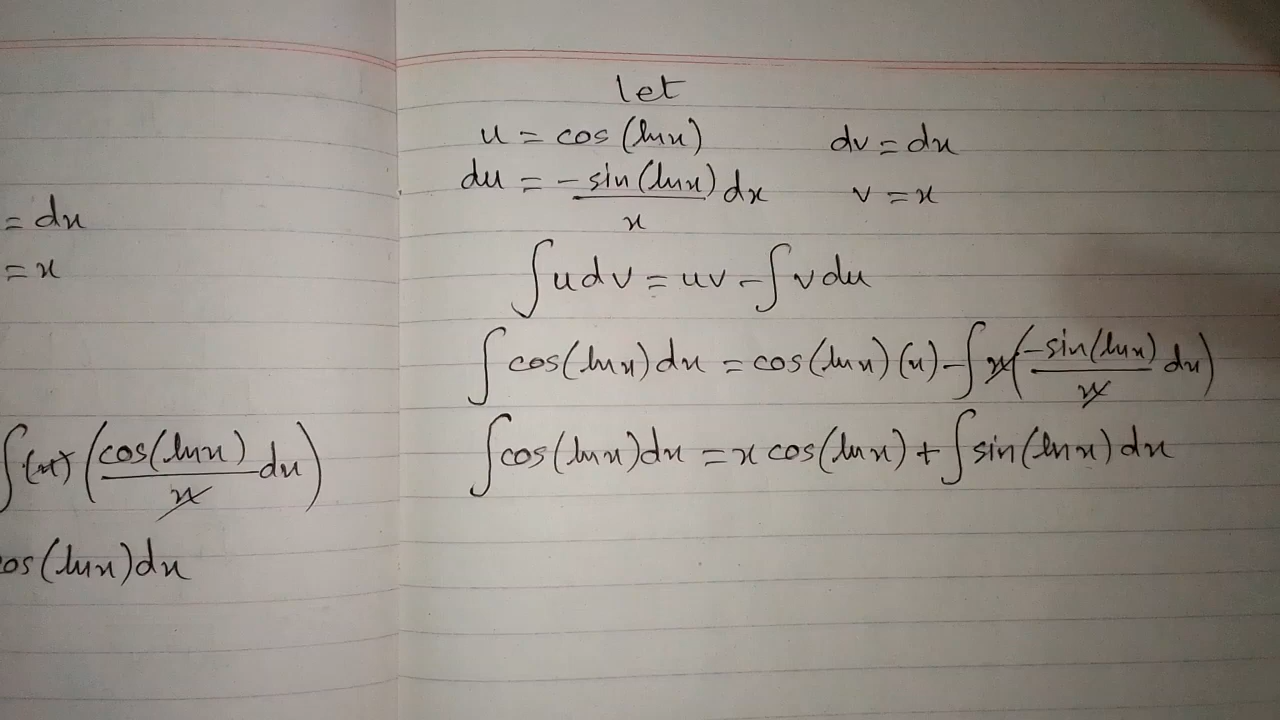 = dx
= x
∫(x)(cos(lnx)/x dx)
os(lnx)dx
let
u = cos(lnx) dv = dx
du = -sin(lnx)/x dx v = x
∫udv = uv - ∫vdu
∫cos(lnx)dx = cos(lnx)(x) - ∫x(-sin(lnx)/x dx)
∫cos(lnx)dx = x cos(lnx) + ∫sin(lnx)dx